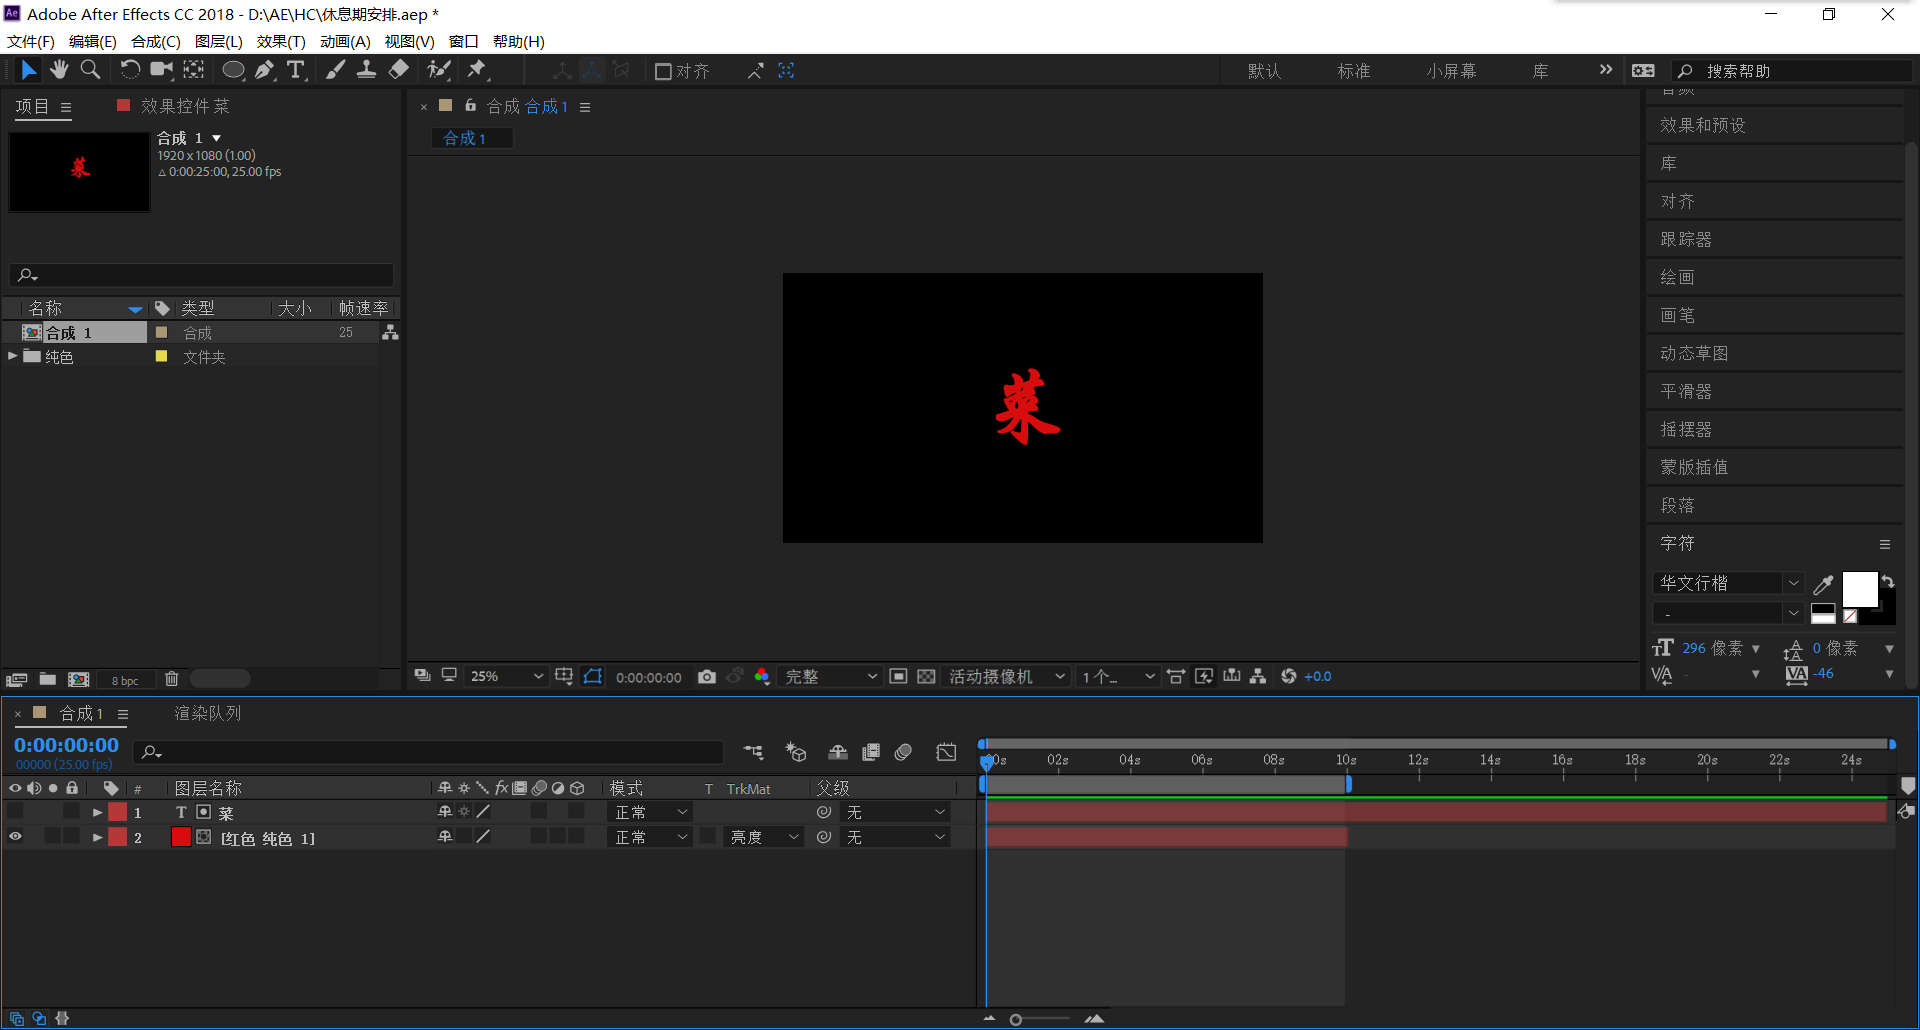 Adobe After Effects CC 2018 - D:\AE\HC\休息期安排.aep *
文件(F) 编辑(E) 合成(C) 图层(L) 效果(T) 动画(A) 视图(V) 窗口 帮助(H)
对齐 默认 标准 小屏幕 库 搜索帮助
项目 效果控件 菜
合成 1
1920 x 1080 (1.00)
△ 0:00:25:00, 25.00 fps
菜
名称 类型 大小 帧速率
合成 1 合成 25
纯色 文件夹
8 bpc
合成 合成 1
合成 1
菜
25% 0:00:00:00 完整 活动摄像机 1 个... +0.0
音频
效果和预设
库
对齐
跟踪器
绘画
画笔
动态草图
平滑器
摇摆器
蒙版插值
段落
字符
华文行楷
-
296 像素 0 像素
- -46
合成 1 渲染队列
0:00:00:00
00000 (25.00 fps)
00s 02s 04s 06s 08s 10s 12s 14s 16s 18s 20s 22s 24s
# 图层名称 模式 T TrkMat 父级
1 T 菜 正常 无
2 [红色 纯色 1] 正常 亮度 无